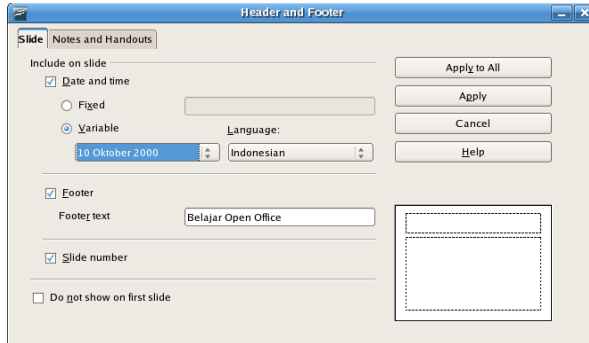 Header and Footer
Slide Notes and Handouts
Include on slide
Date and time
Fixed
Variable
Language:
10 Oktober 2000
Indonesian
Footer
Footer text
Belajar Open Office
Slide number
Do not show on first slide
Apply to All
Apply
Cancel
Help